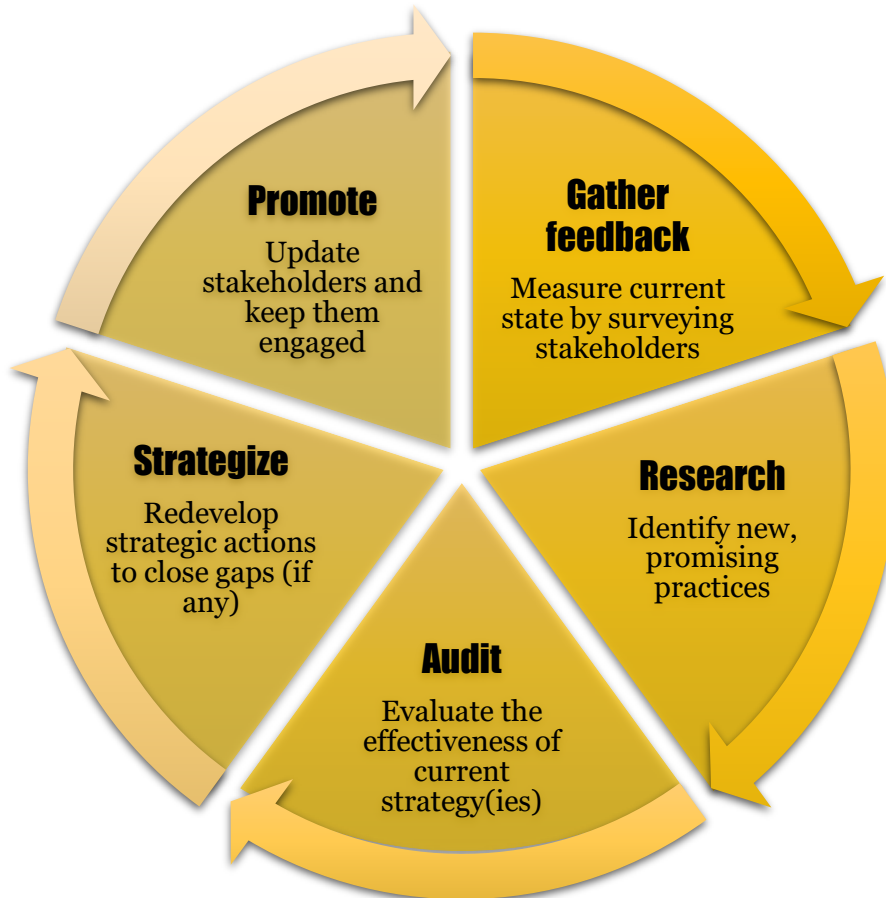 Gather
feedback
Measure current
state by surveying
stakeholders
Research
Identify new,
promising
practices
Audit
Evaluate the
effectiveness of
current
strategy(ies)
Strategize
Redevelop
strategic actions
to close gaps (if
any)
Promote
Update
stakeholders and
keep them
engaged